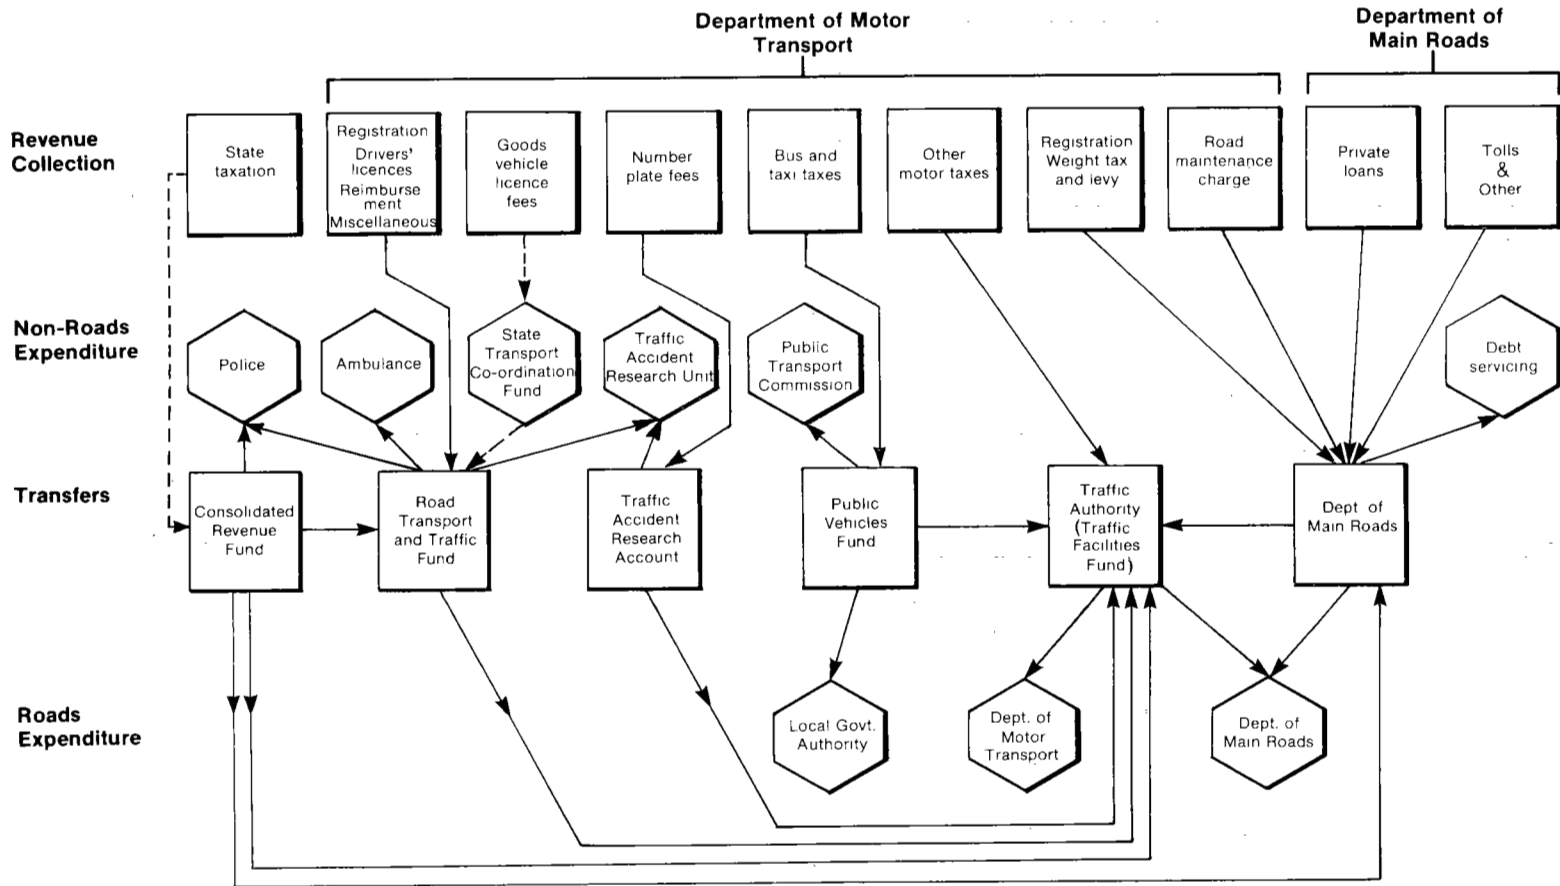 Department of Motor
Transport
Department of
Main Roads
Revenue
Collection
State
taxation
Registration
Drivers'
licences
Reimburse
ment
Miscellaneous
Goods
vehicle
licence
fees
Number
plate fees
Bus and
taxi taxes
Other
motor taxes
Registration
Weight tax
and levy
Road
maintenance
charge
Private
loans
Tolls
&
Other
Non-Roads
Expenditure
Police
Ambulance
State
Transport
Co-ordination
Fund
Traffic
Accident
Research Unit
Public
Transport
Commission
Debt
servicing
Transfers
Consolidated
Revenue
Fund
Road
Transport
and Traffic
Fund
Traffic
Accident
Research
Account
Public
Vehicles
Fund
Traffic
Authority
(Traffic
Facilities
Fund)
Dept of
Main Roads
Roads
Expenditure
Local Govt.
Authority
Dept. of
Motor
Transport
Dept. of
Main Roads